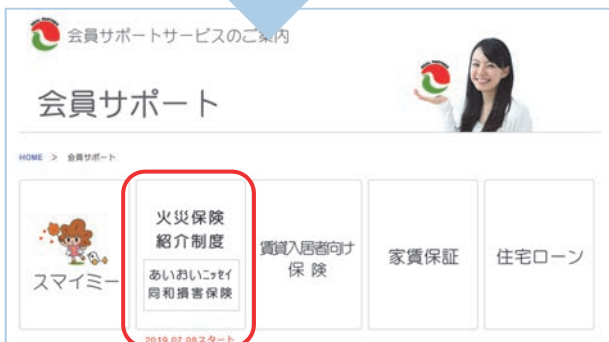 会員サポートサービスのご案内
会員サポート
HOME > 会員サポート
スマイミー
火災保険
紹介制度
あいおいニッセイ
同和損害保険
2019.07.08スタート
賃貸入居者向け
保険
家賃保証
住宅ローン